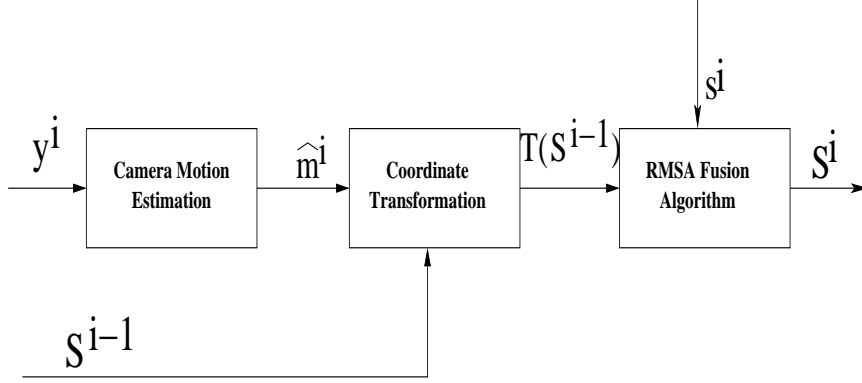 s^i
y^i
Camera Motion
Estimation
m̂^i
Coordinate
Transformation
T(S^{i−1})
RMSA Fusion
Algorithm
S^i
S^{i−1}